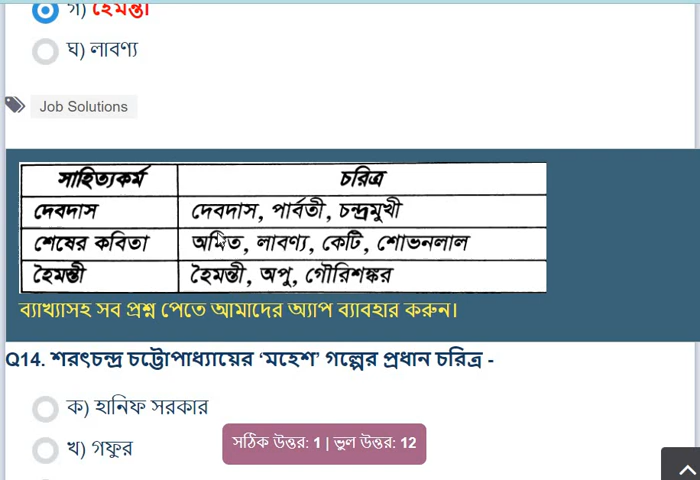 গ) হৈমন্তী
ঘ) লাবণ্য
Job Solutions
সাহিত্যকর্ম চরিত্র
দেবদাস দেবদাস, পার্বতী, চন্দ্রমুখী
শেষের কবিতা অমিত, লাবণ্য, কেটি, শোভনলাল
হৈমন্তী হৈমন্তী, অপু, গৌরিশঙ্কর
ব্যাখ্যাসহ সব প্রশ্ন পেতে আমাদের অ্যাপ ব্যাবহার করুন।
Q14. শরৎচন্দ্র চট্টোপাধ্যায়ের ‘মহেশ’ গল্পের প্রধান চরিত্র -
ক) হানিফ সরকার
খ) গফুর
সঠিক উত্তর: 1 | ভুল উত্তর: 12